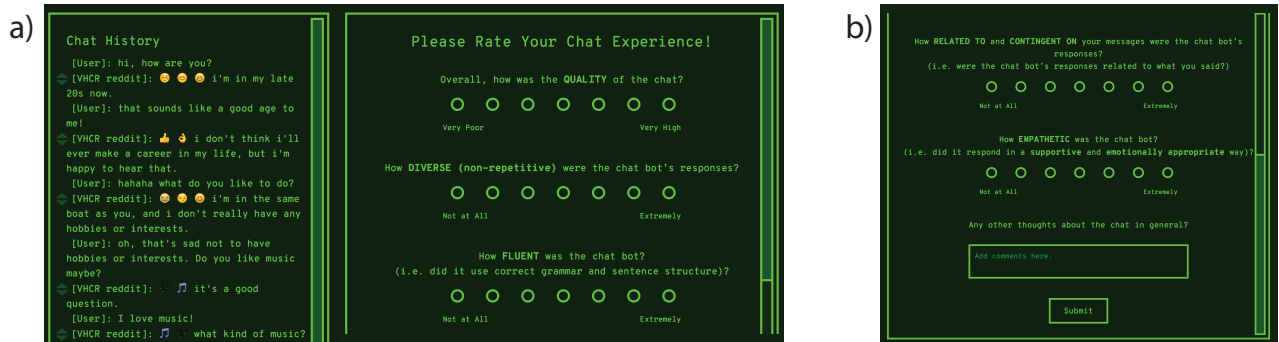 a)
Chat History
[User]: hi, how are you?
[VHCR reddit]: 😊 😊 😊 i'm in my late
20s now.
[User]: that sounds like a good age to
me!
[VHCR reddit]: 👍 👌 i don't think i'll
ever make a career in my life, but i'm
happy to hear that.
[User]: hahaha what do you like to do?
[VHCR reddit]: 😂 😏 😊 i'm in the same
boat as you, and i don't really have any
hobbies or interests.
[User]: oh, that's sad not to have
hobbies or interests. Do you like music
maybe?
[VHCR reddit]: 🎵 it's a good
question.
[User]: I love music!
[VHCR reddit]: 🎵 what kind of music?
Please Rate Your Chat Experience!
Overall, how was the QUALITY of the chat?
Very Poor Very High
How DIVERSE (non-repetitive) were the chat bot's responses?
Not at All Extremely
How FLUENT was the chat bot?
(i.e. did it use correct grammar and sentence structure)?
Not at All Extremely
b)
How RELATED TO and CONTINGENT ON your messages were the chat bot's
responses?
(i.e. were the chat bot's responses related to what you said?)
Not at All Extremely
How EMPATHETIC was the chat bot?
(i.e. did it respond in a supportive and emotionally appropriate way)?
Not at All Extremely
Any other thoughts about the chat in general?
Add comments here.
Submit